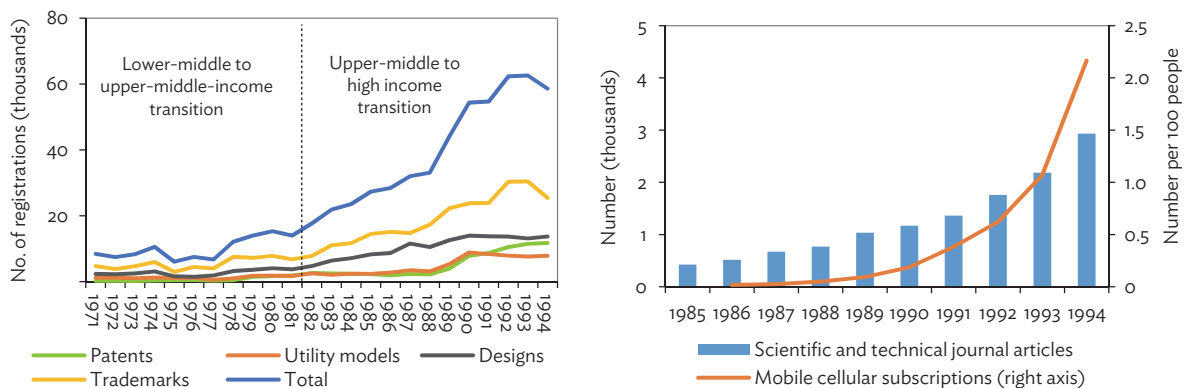 No. of registrations (thousands)
80
60
40
20
Lower-middle to
upper-middle-income
transition
Upper-middle to
high income
transition
1971
1972
1973
1974
1975
1976
1977
1978
1979
1980
1981
1982
1983
1984
1985
1986
1987
1988
1989
1990
1991
1992
1993
1994
Patents
Utility models
Designs
Trademarks
Total
Number (thousands)
5
4
3
2
1
0
2.5
2.0
1.5
1.0
0.5
0
Number per 100 people
1985 1986 1987 1988 1989 1990 1991 1992 1993 1994
Scientific and technical journal articles
Mobile cellular subscriptions (right axis)